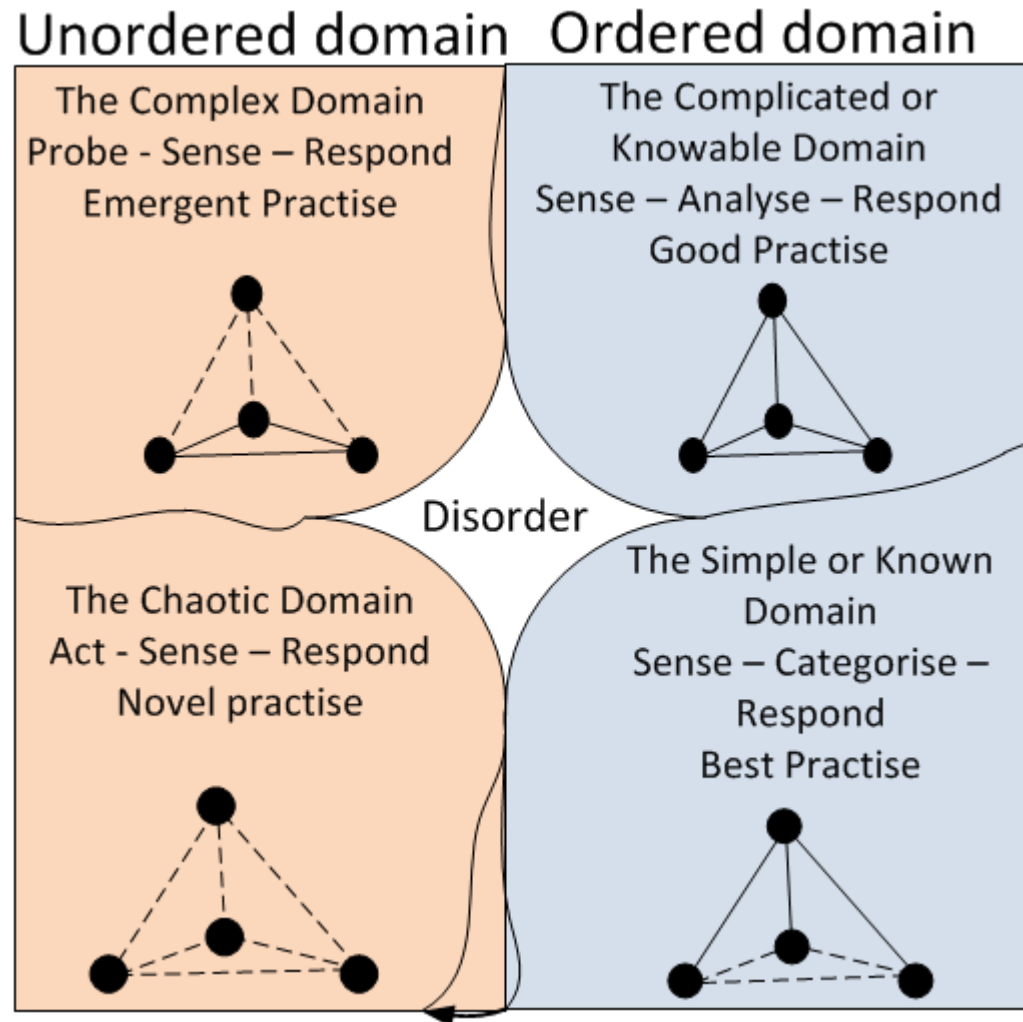 Unordered domain
Ordered domain
The Complex Domain
Probe - Sense – Respond
Emergent Practise
The Complicated or
Knowable Domain
Sense – Analyse – Respond
Good Practise
Disorder
The Chaotic Domain
Act - Sense – Respond
Novel practise
The Simple or Known
Domain
Sense – Categorise –
Respond
Best Practise